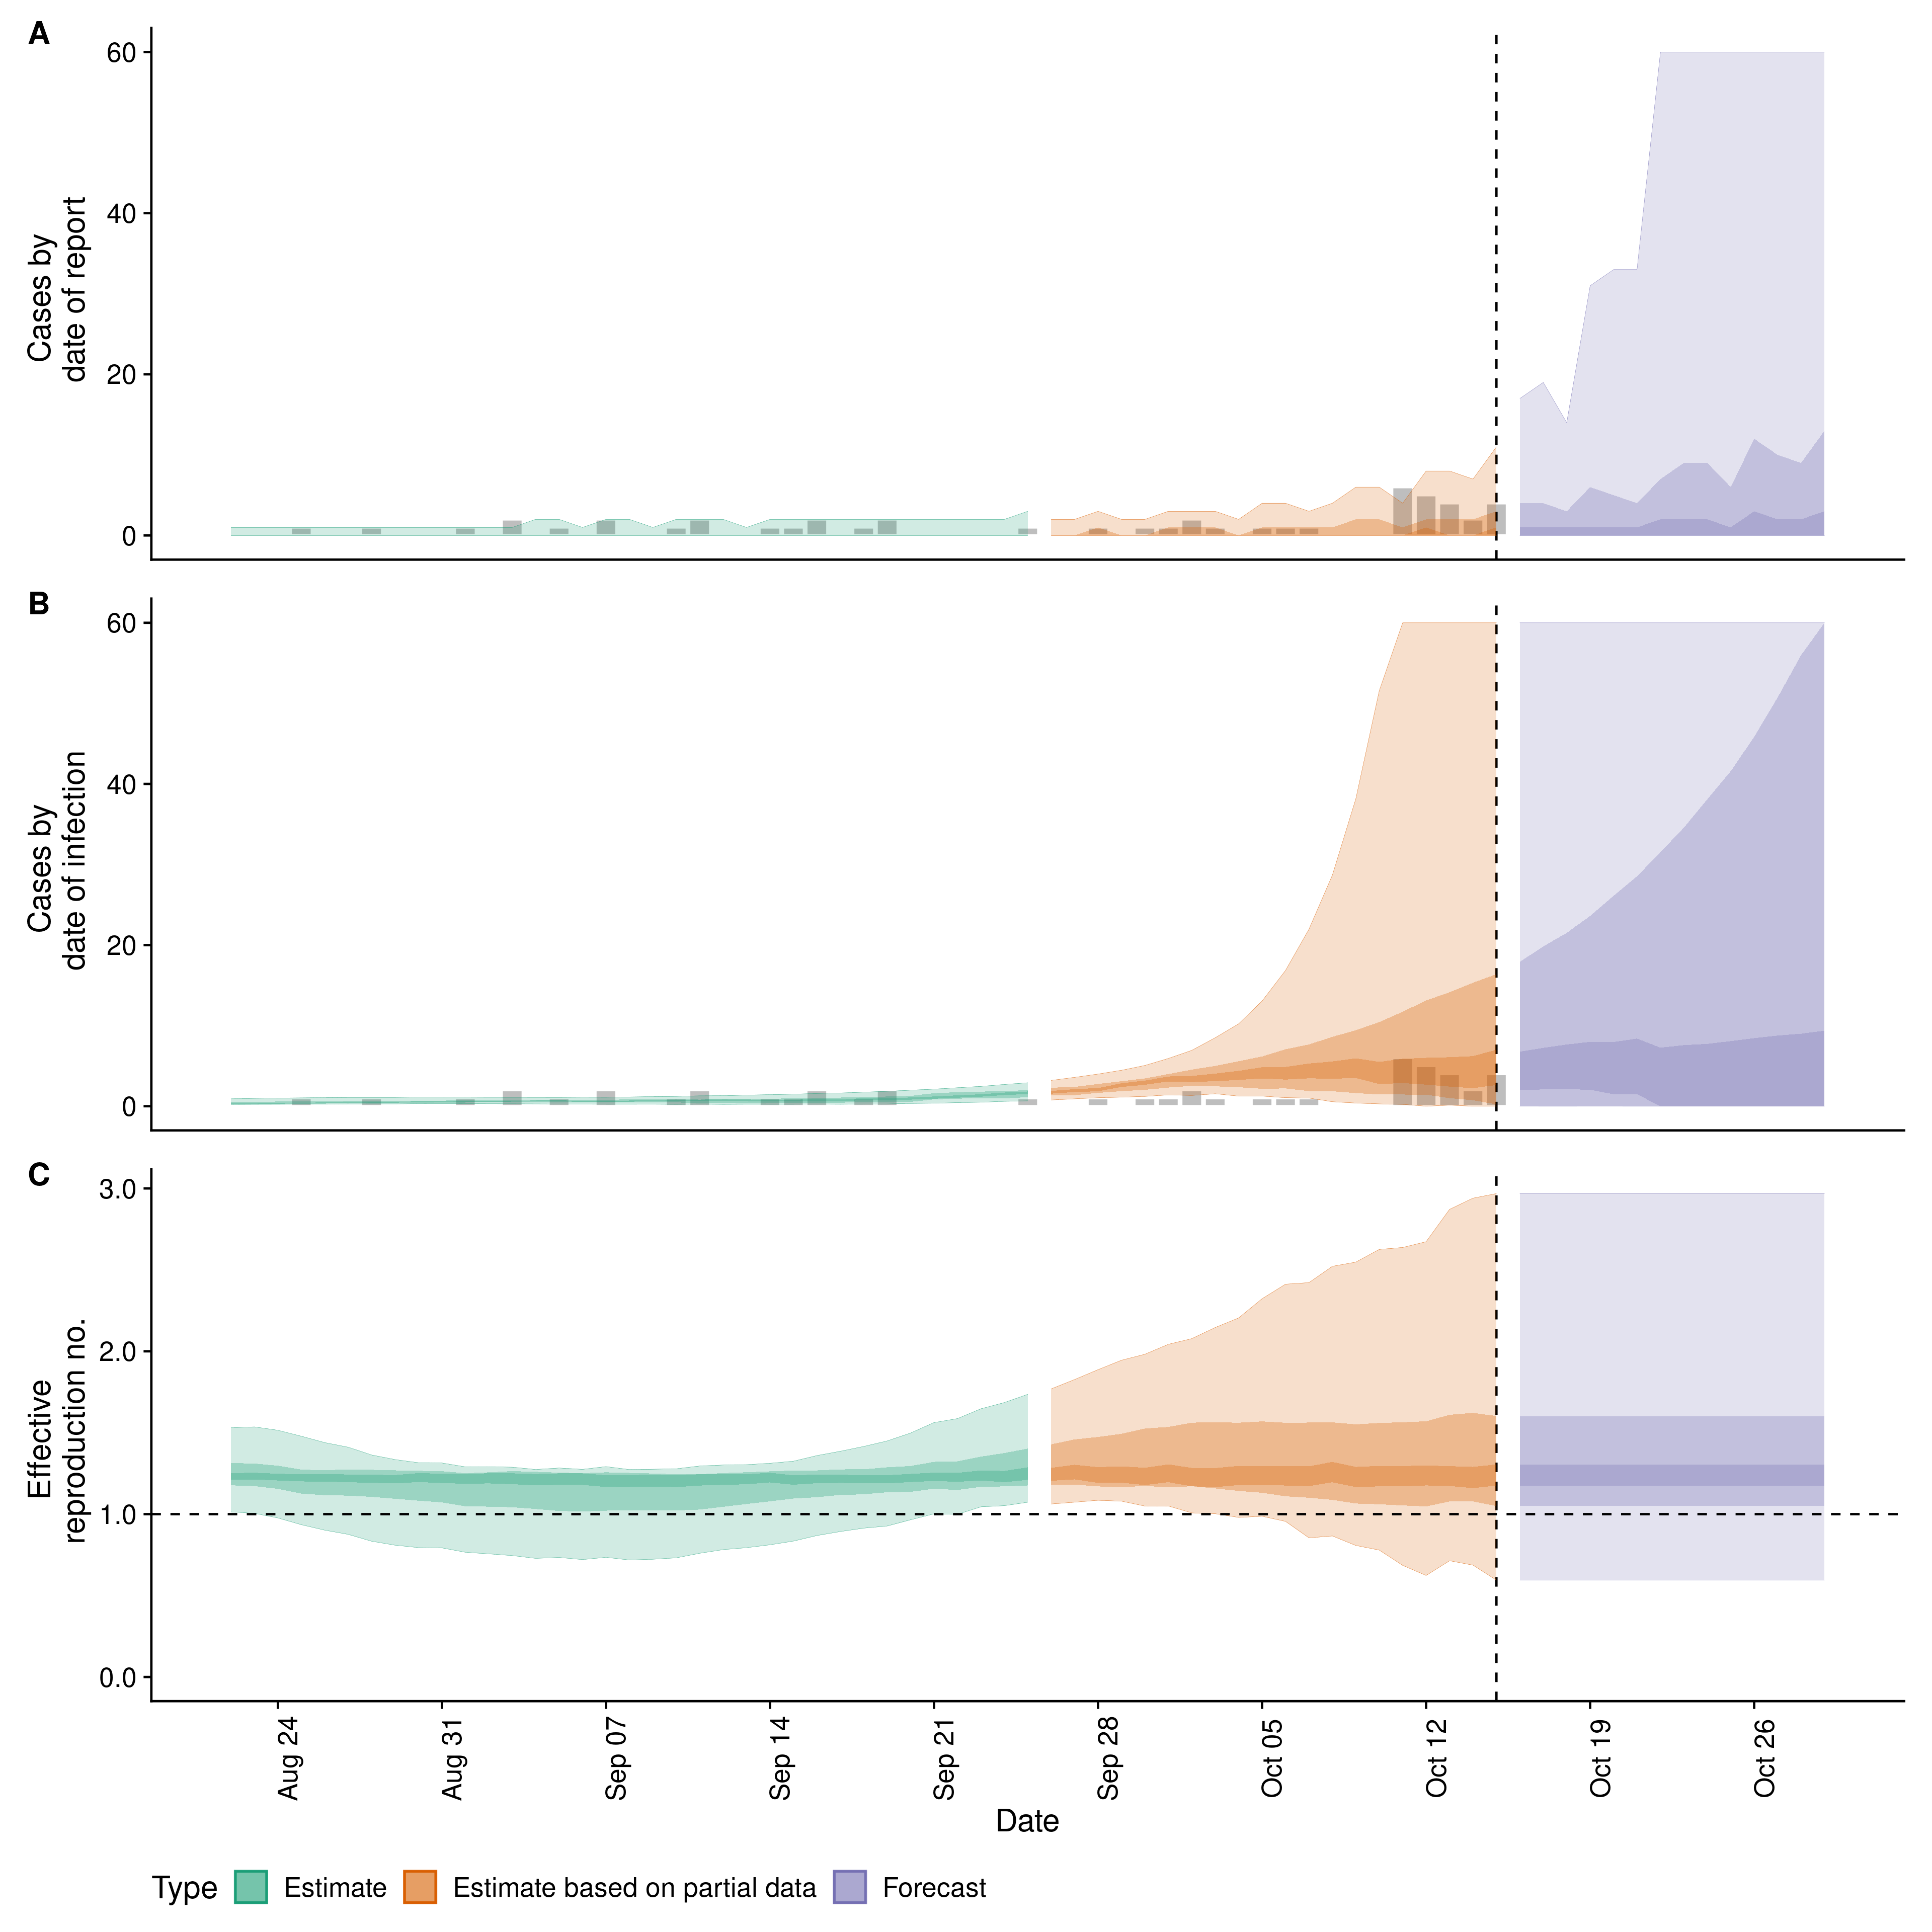 A
60
40
20
0
Cases by
date of report
B
60
40
20
0
Cases by
date of infection
C
3.0
2.0
1.0
0.0
Effective
reproduction no.
Aug 24
Aug 31
Sep 07
Sep 14
Sep 21
Sep 28
Oct 05
Oct 12
Oct 19
Oct 26
Date
Type Estimate Estimate based on partial data Forecast